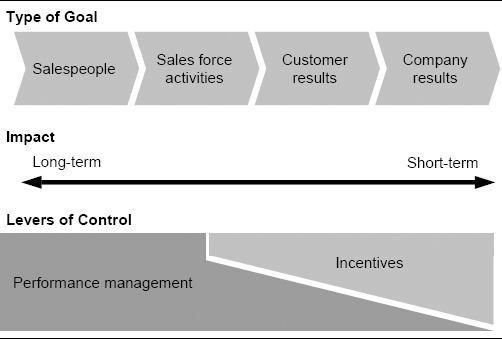 Type of Goal
Salespeople
Sales force
activities
Customer
results
Company
results
Impact
Long-term
Short-term
Levers of Control
Performance management
Incentives